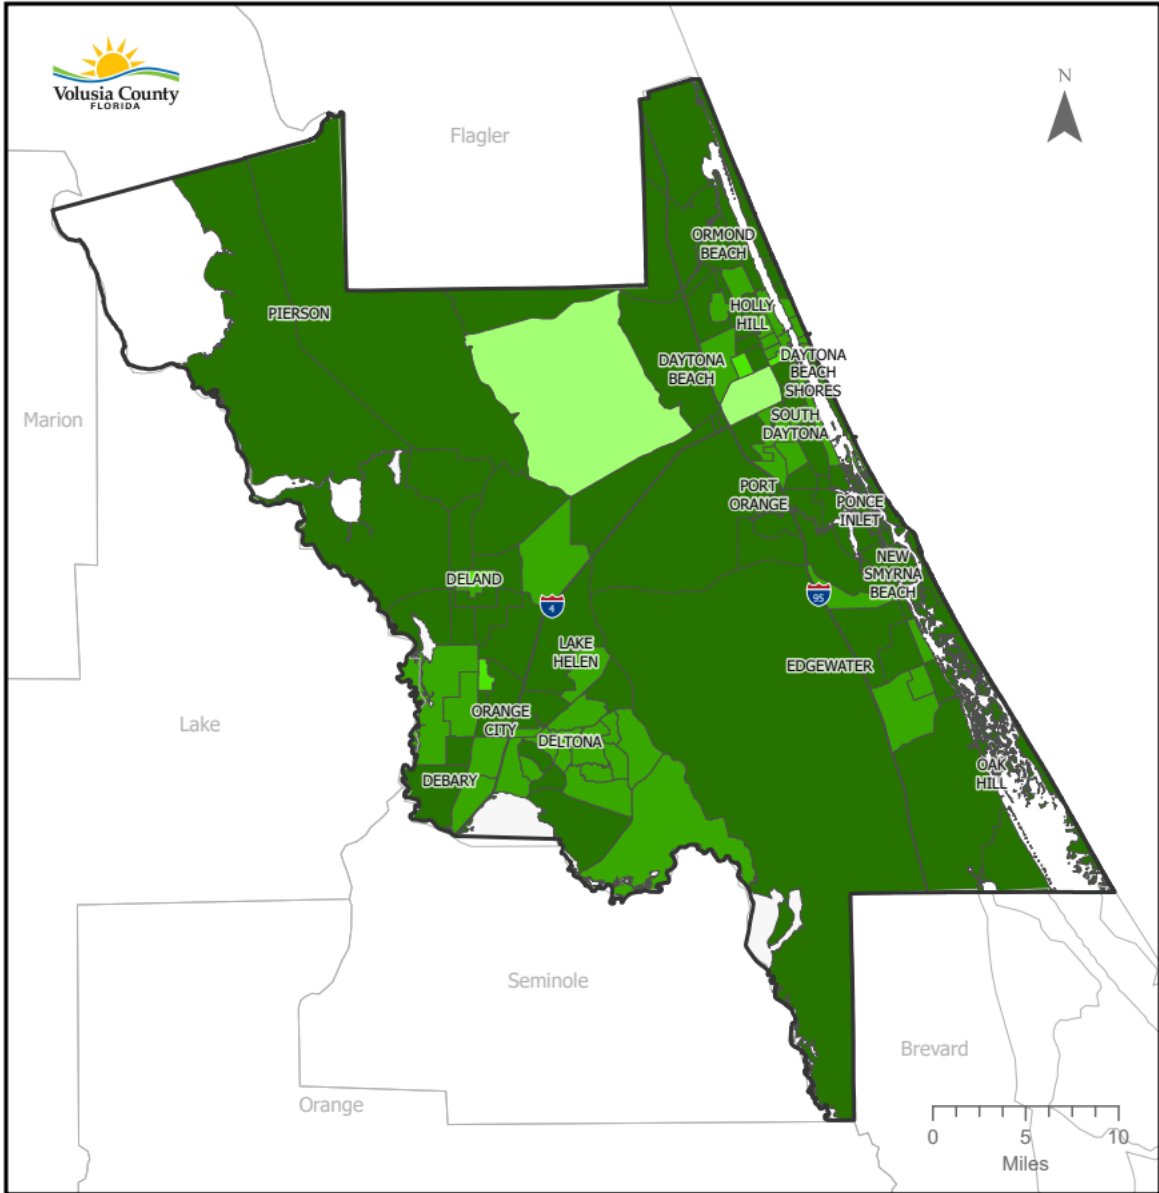 Volusia County
FLORIDA
N
Flagler
ORMOND
BEACH
PIERSON
HOLLY
HILL
DAYTONA
BEACH
DAYTONA
BEACH
SHORES
Marion
SOUTH
DAYTONA
PORT
ORANGE
PONCE
INLET
NEW
SMYRNA
BEACH
DELAND
4
95
LAKE
HELEN
EDGEWATER
Lake
ORANGE
CITY
DELTONA
DEBARY
OAK
HILL
Seminole
Brevard
Orange
0 5 10
Miles